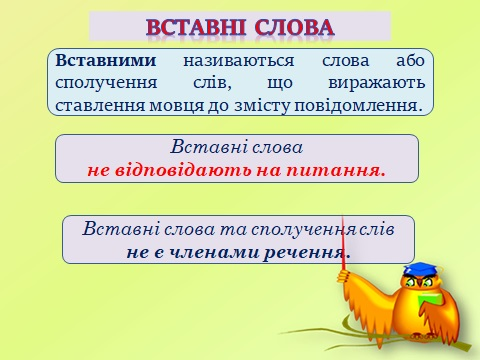 ВСТАВНІ СЛОВА
Вставними називаються слова або
сполучення слів, що виражають
ставлення мовця до змісту повідомлення.
Вставні слова
не відповідають на питання.
Вставні слова та сполучення слів
не є членами речення.